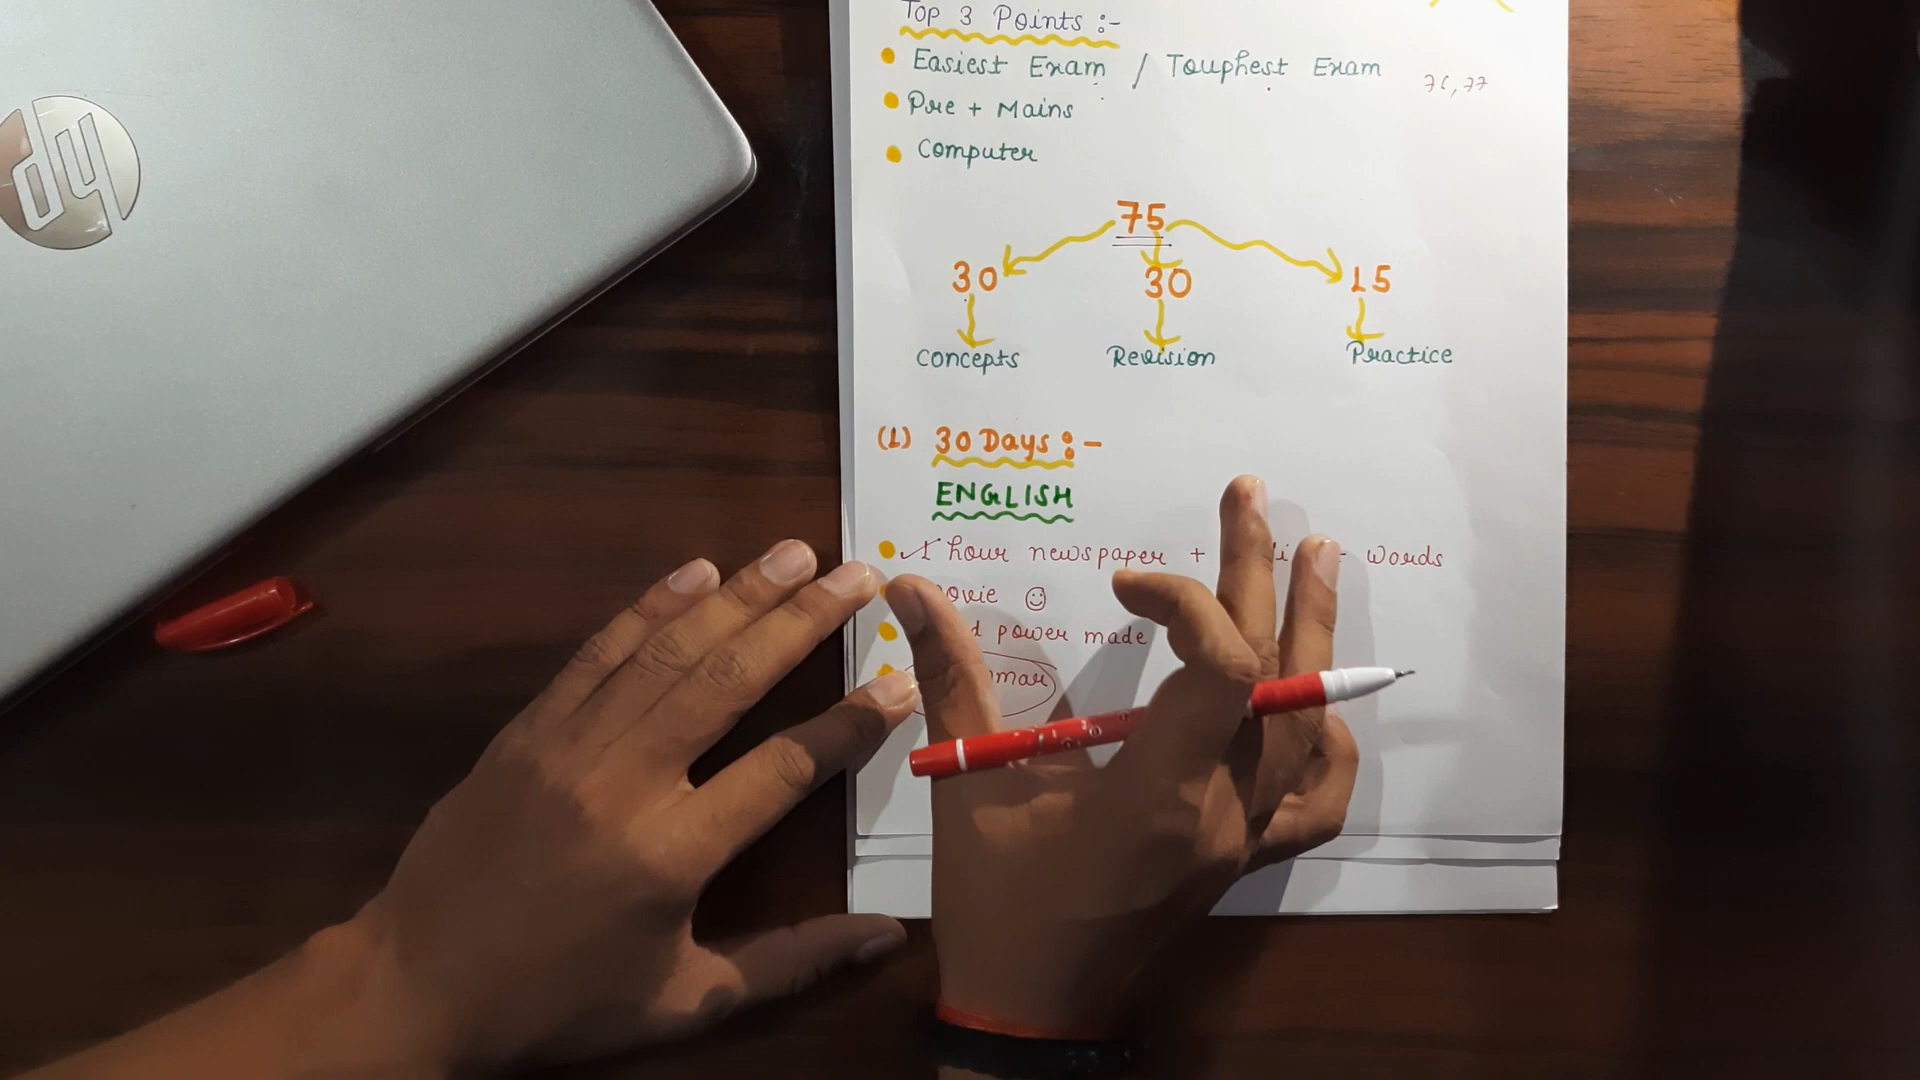 Top 3 Points :-
• Easiest Exam / Toughest Exam
76, 77
• Pre + Mains
• Computer
75
30 30 15
Concepts Revision Practice
(1) 30 Days :-
ENGLISH
• 1 hour newspaper + words
☺
• power made
hp